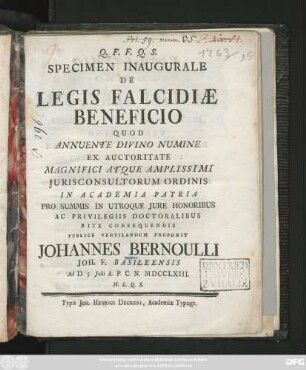 Q. F. F. Q. S.
SPECIMEN INAUGURALE
DE
LEGIS FALCIDIÆ
BENEFICIO
QUOD
ANNUENTE DIVINO NUMINE
EX AUCTORITATE
MAGNIFICI ATQUE AMPLISSIMI
JURISCONSULTORUM ORDINIS
IN ACADEMIA PATRIA
PRO SUMMIS IN UTROQUE JURE HONORIBUS
AC PRIVILEGIIS DOCTORALIBUS
RITE CONSEQUENDIS
PUBLICE VENTILANDUM PROPONIT
JOHANNES BERNOULLI
JOH. F. BASILEENSIS
Ad D. 5. Julii A. P. C. N. MDCCLXIII.
H. L. Q. S.
Typis JOH. HENRICI DECKERI, Academiæ Typogr.